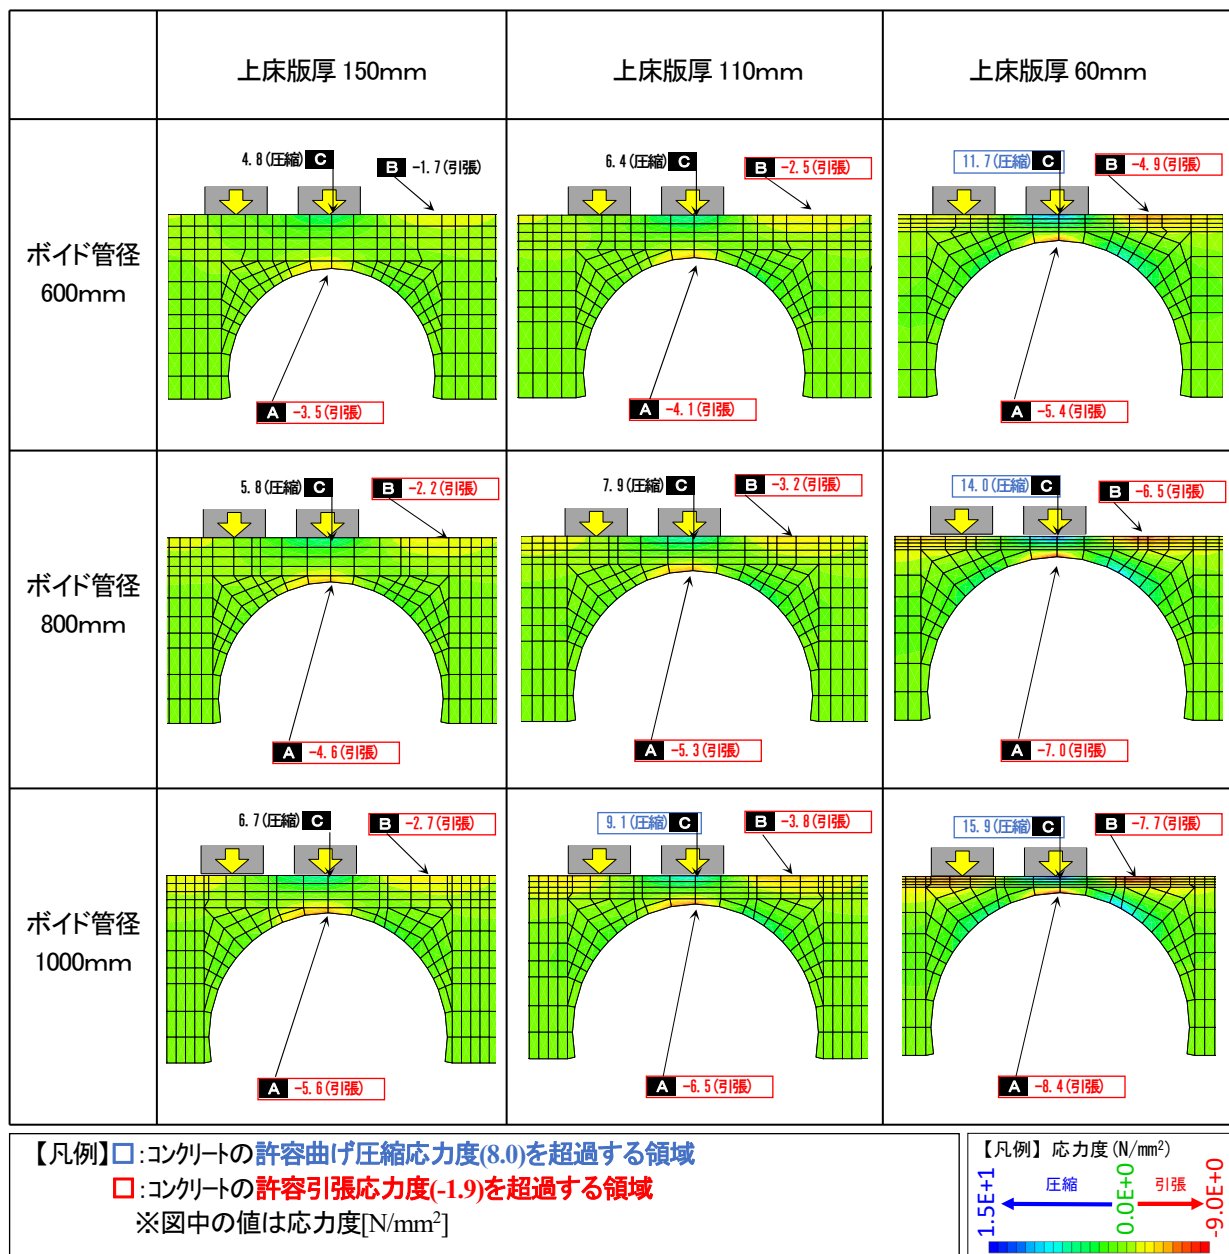 上床版厚 150mm
上床版厚 110mm
上床版厚 60mm
ボイド管径
600mm
4.8(圧縮) C
B -1.7(引張)
A -3.5(引張)
6.4(圧縮) C
B -2.5(引張)
A -4.1(引張)
11.7(圧縮) C
B -4.9(引張)
A -5.4(引張)
ボイド管径
800mm
5.8(圧縮) C
B -2.2(引張)
A -4.6(引張)
7.9(圧縮) C
B -3.2(引張)
A -5.3(引張)
14.0(圧縮) C
B -6.5(引張)
A -7.0(引張)
ボイド管径
1000mm
6.7(圧縮) C
B -2.7(引張)
A -5.6(引張)
9.1(圧縮) C
B -3.8(引張)
A -6.5(引張)
15.9(圧縮) C
B -7.7(引張)
A -8.4(引張)
【凡例】□:コンクリートの許容曲げ圧縮応力度(8.0)を超過する領域
□:コンクリートの許容引張応力度(-1.9)を超過する領域
※図中の値は応力度[N/mm²]
【凡例】応力度(N/mm²)
圧縮
引張
1.5E+1
0.0E+0
-9.0E+0